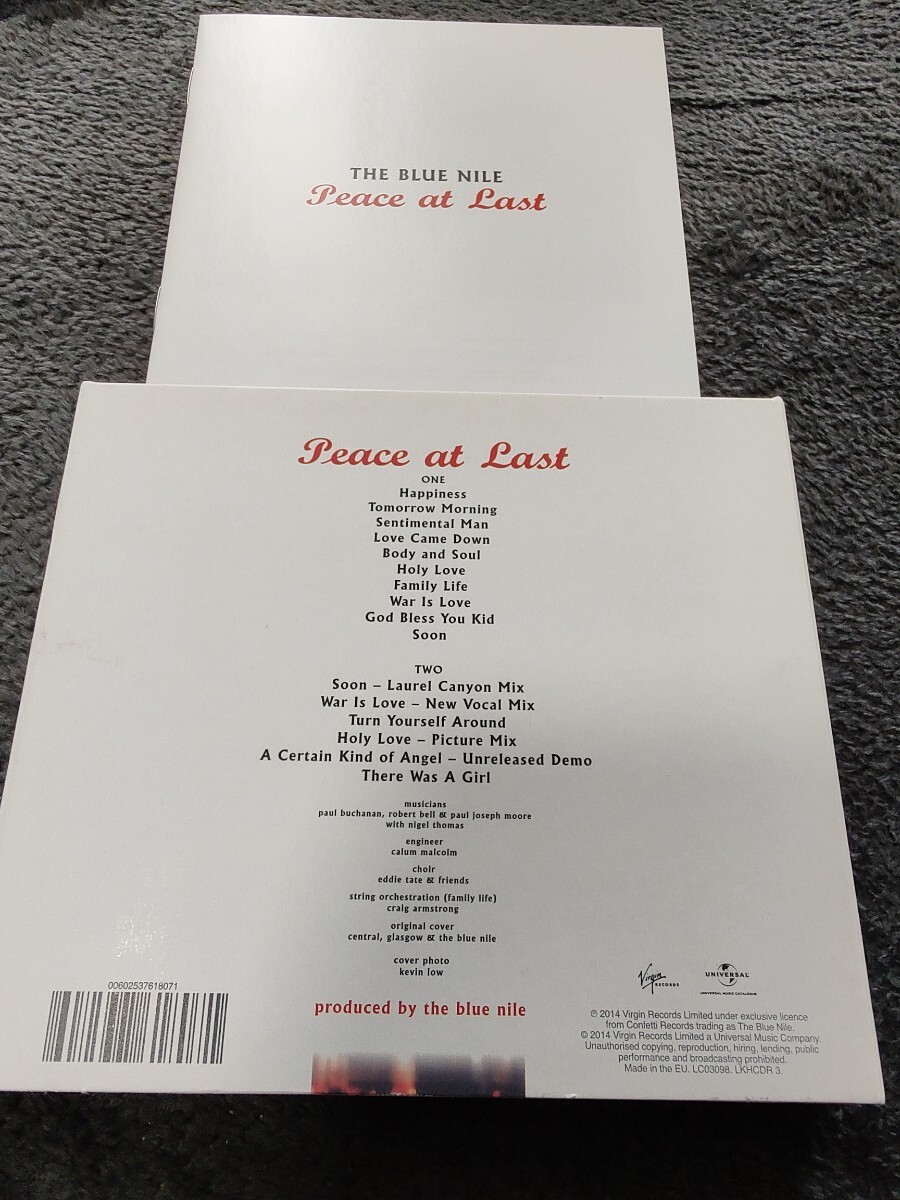 THE BLUE NILE
Peace at Last
Peace at Last
ONE
Happiness
Tomorrow Morning
Sentimental Man
Love Came Down
Body and Soul
Holy Love
Family Life
War Is Love
God Bless You Kid
Soon
TWO
Soon – Laurel Canyon Mix
War Is Love – New Vocal Mix
Turn Yourself Around
Holy Love – Picture Mix
A Certain Kind of Angel – Unreleased Demo
There Was A Girl
musicians
paul buchanan, robert bell & paul joseph moore
with nigel thomas
engineer
calum malcolm
choir
eddie tate & friends
string orchestration (family life)
craig armstrong
original cover
central, glasgow & the blue nile
cover photo
kevin low
produced by the blue nile
00602537618071
Virgin
RECORDS
UNIVERSAL
UNIVERSAL MUSIC CATALOGUE
℗ 2014 Virgin Records Limited under exclusive licence
from Confetti Records trading as The Blue Nile.
© 2014 Virgin Records Limited a Universal Music Company.
Unauthorised copying, reproduction, hiring, lending, public
performance and broadcasting prohibited.
Made in the EU. LC03098. LKHCDR 3.